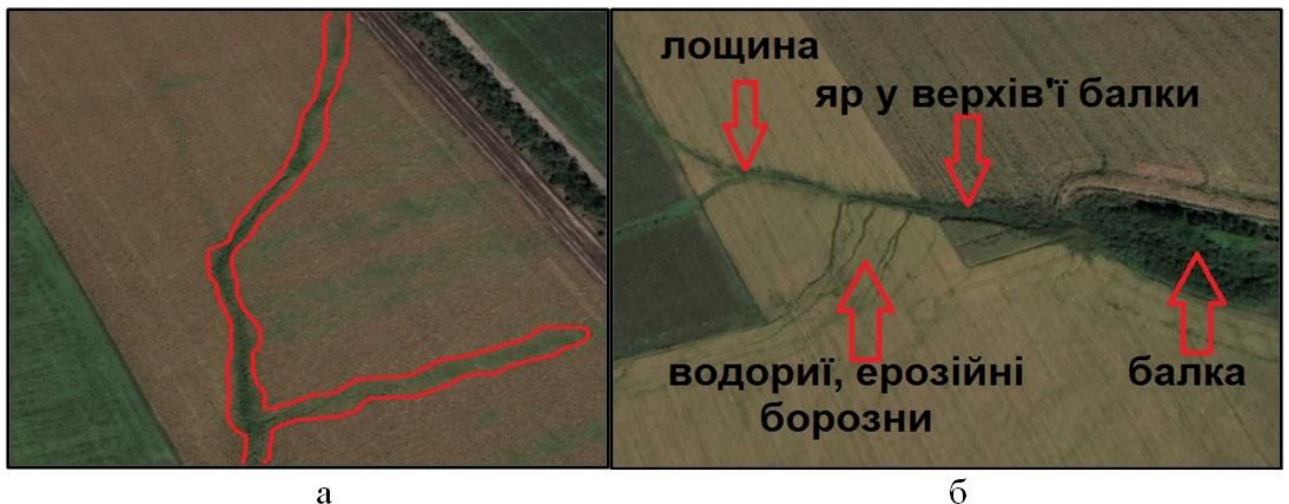 лощина
яр у верхів'ї балки
водориї, ерозійні
борозни
балка
а
б